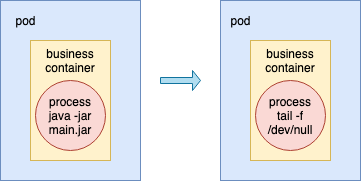 pod
business
container
process
java -jar
main.jar
pod
business
container
process
tail -f
/dev/null